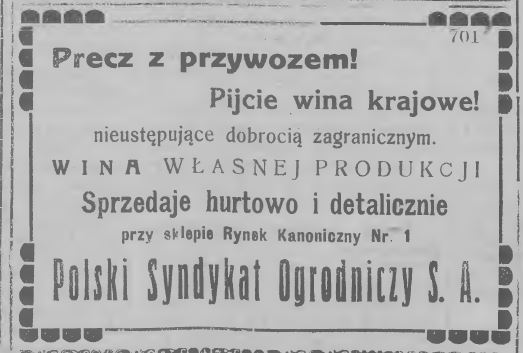 701
Precz z przywozem!
Pijcie wina krajowe!
nieustępujące dobrocią zagranicznym.
WINA WŁASNEJ PRODUKCJI
Sprzedaje hurtowo i detalicznie
przy sklepie Rynek Kanoniczny Nr. 1
Polski Syndykat Ogrodniczy S. A.